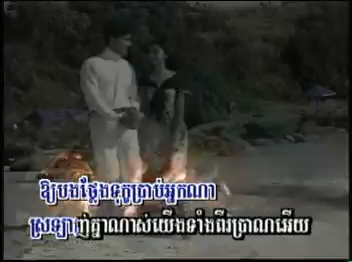 ឱ្យបងថ្លែងទុក្ខប្រាប់អ្នកណា
ស្រឡាញ់គ្នាណាស់យើងទាំងពីរប្រាណអើយ